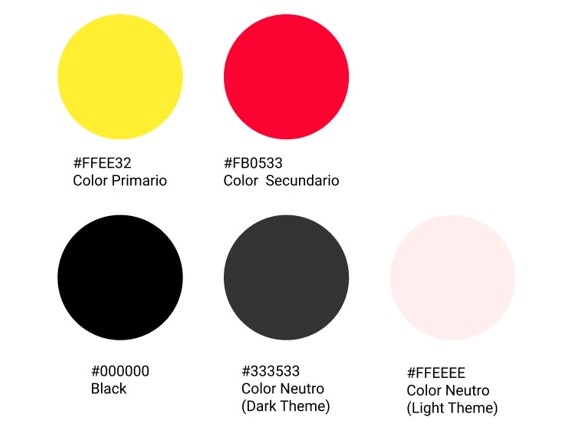 #FFEE32
Color Primario
#FB0533
Color  Secundario
#000000
Black
#333533
Color Neutro
(Dark Theme)
#FFEEEE
Color Neutro
(Light Theme)